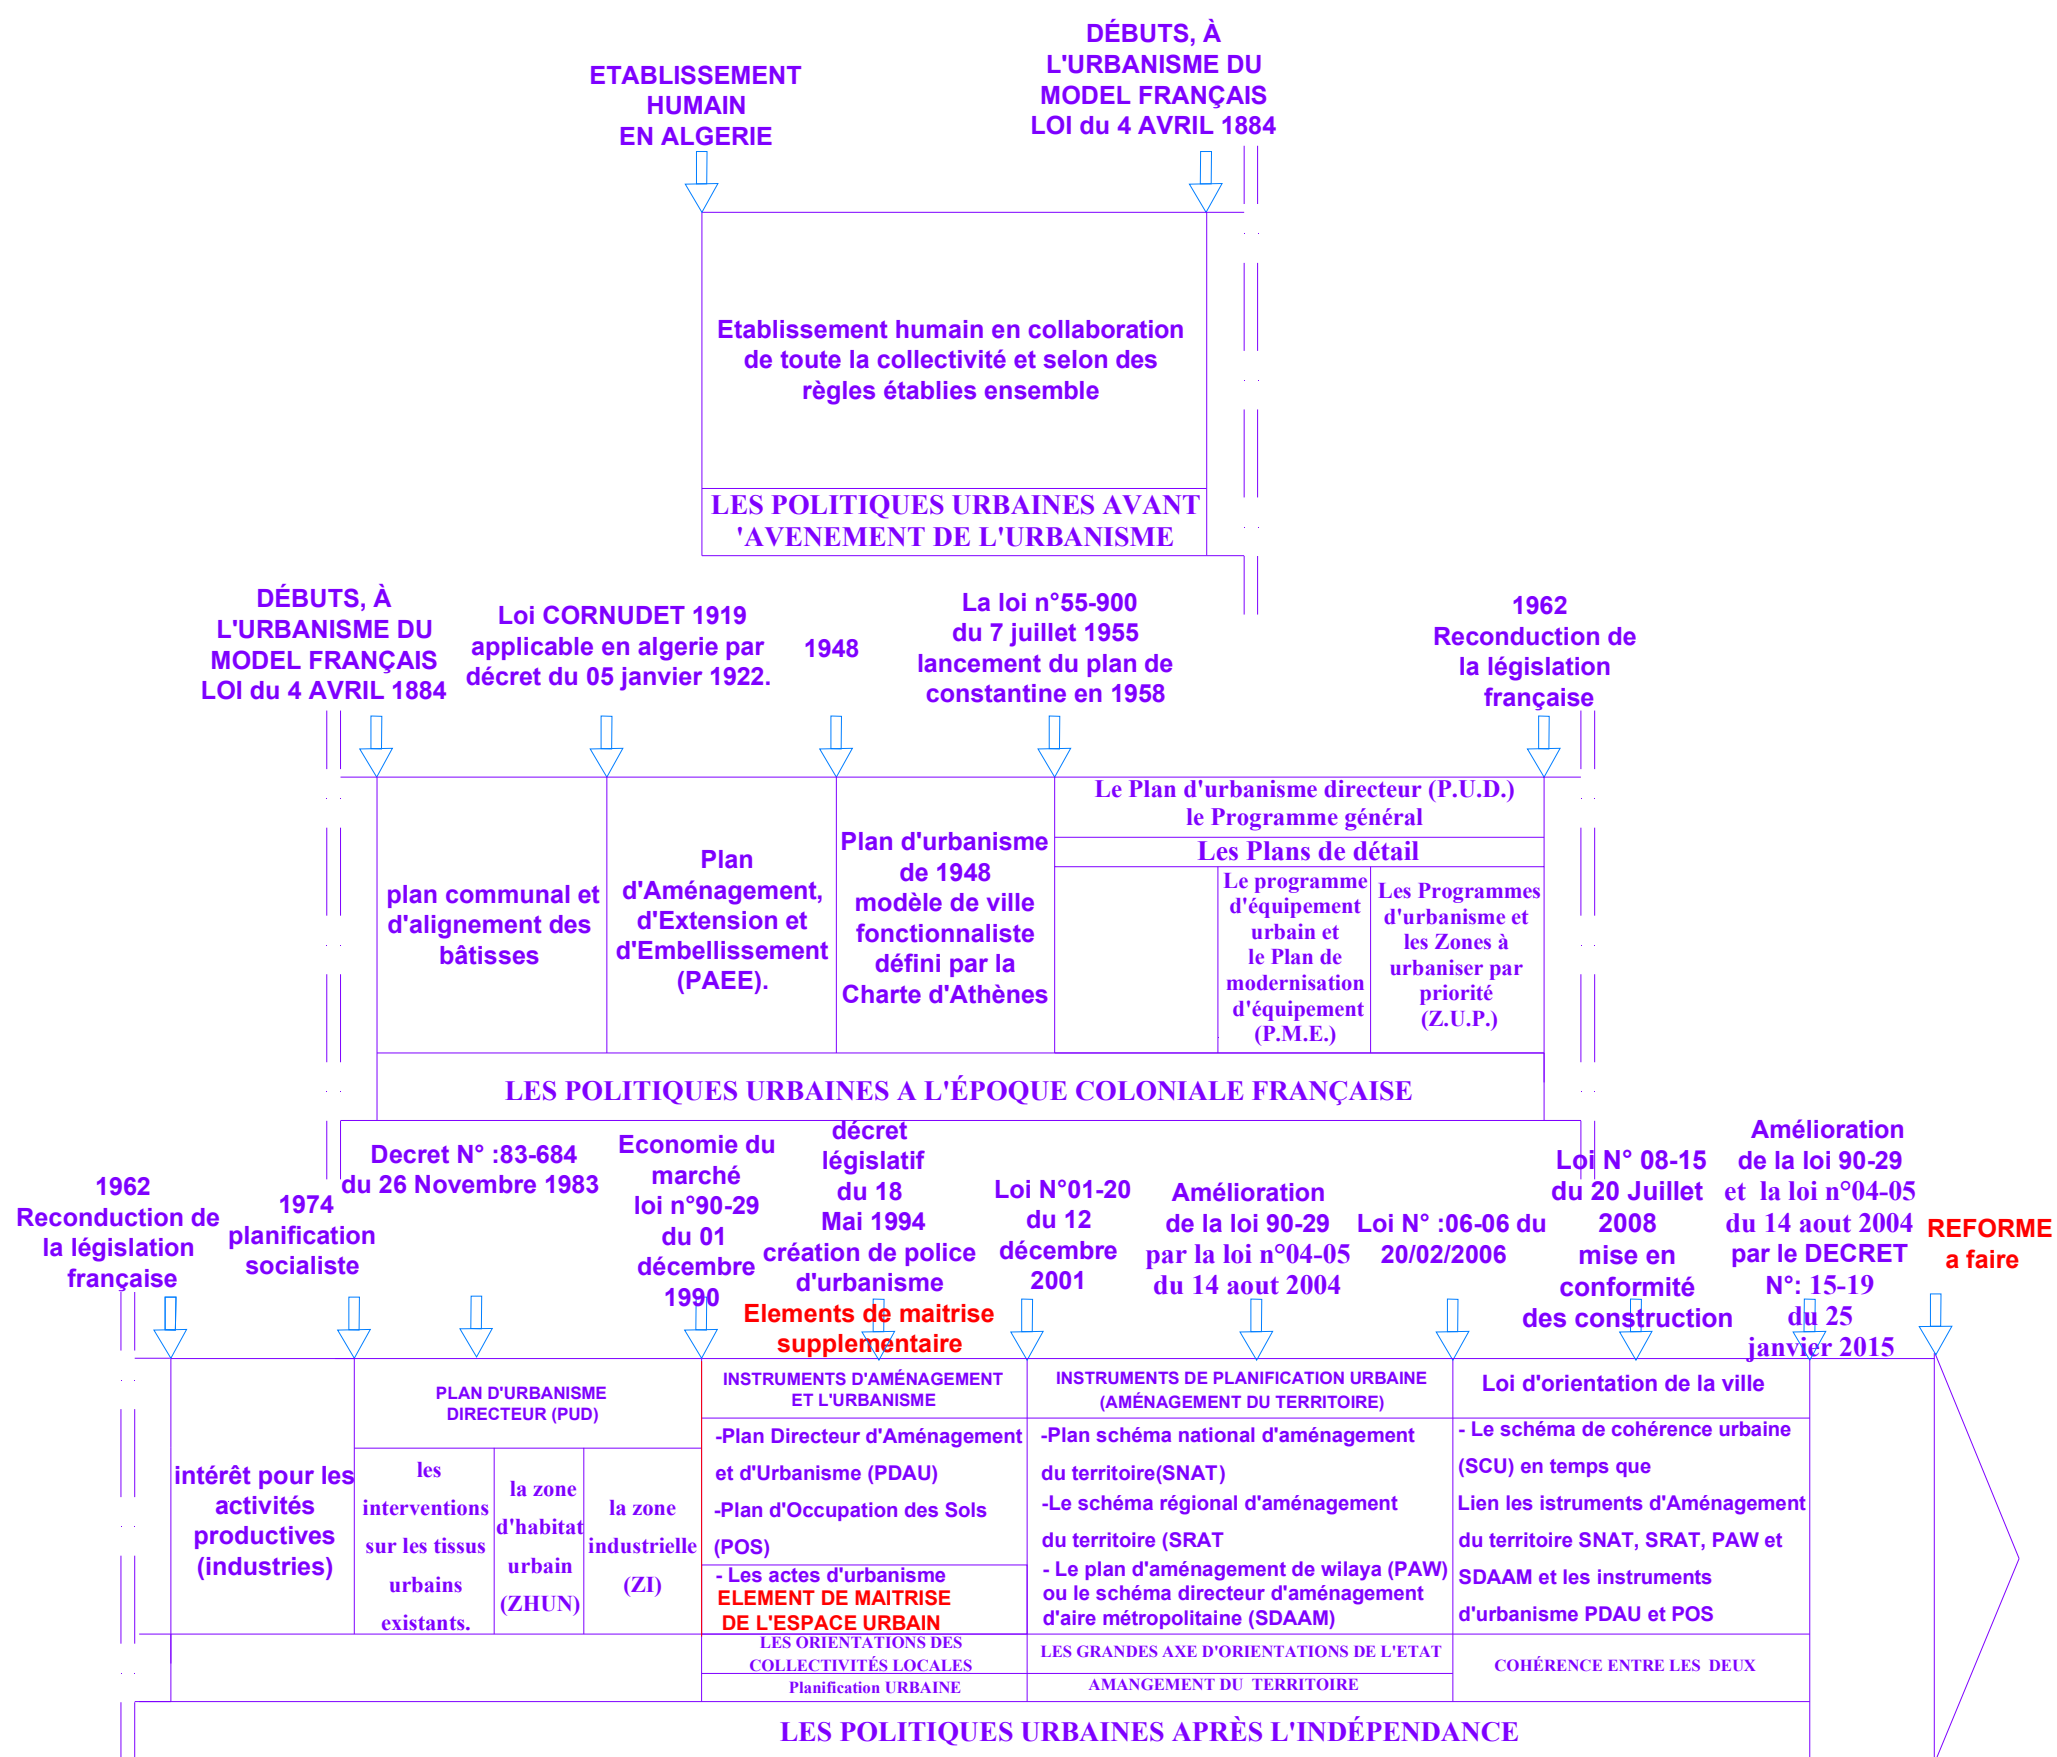 ETABLISSEMENT
HUMAIN
EN ALGERIE
DÉBUTS, À
L'URBANISME DU
MODEL FRANÇAIS
LOI du 4 AVRIL 1884
Etablissement humain en collaboration
de toute la collectivité et selon des
règles établies ensemble
LES POLITIQUES URBAINES AVANT
'AVENEMENT DE L'URBANISME
DÉBUTS, À
L'URBANISME DU
MODEL FRANÇAIS
LOI du 4 AVRIL 1884
Loi CORNUDET 1919
applicable en algerie par
décret du 05 janvier 1922.
1948
La loi n°55-900
du 7 juillet 1955
lancement du plan de
constantine en 1958
1962
Reconduction de
la législation
française
plan communal et
d'alignement des
bâtisses
Plan
d'Aménagement,
d'Extension et
d'Embellissement
(PAEE).
Plan d'urbanisme
de 1948
modèle de ville
fonctionnaliste
défini par la
Charte d'Athènes
Le Plan d'urbanisme directeur (P.U.D.)
le Programme général
Les Plans de détail
Le programme
d'équipement
urbain et
le Plan de
modernisation
d'équipement
(P.M.E.)
Les Programmes
d'urbanisme et
les Zones à
urbaniser par
priorité
(Z.U.P.)
LES POLITIQUES URBAINES A L'ÉPOQUE COLONIALE FRANÇAISE
1962
Reconduction de
la législation
française
1974
planification
socialiste
Decret N° :83-684
du 26 Novembre 1983
Economie du
marché
loi n°90-29
du 01
décembre
1990
décret
législatif
du 18
Mai 1994
création de police
d'urbanisme
Elements de maitrise
supplementaire
Loi N°01-20
du 12
décembre
2001
Amélioration
de la loi 90-29
par la loi n°04-05
du 14 aout 2004
Loi N° :06-06 du
20/02/2006
Loi N° 08-15
du 20 Juillet
2008
mise en
conformité
des construction
Amélioration
de la loi 90-29
et la loi n°04-05
du 14 aout 2004
par le DECRET
N°: 15-19
du 25
janvier 2015
REFORME
a faire
intérêt pour les
activités
productives
(industries)
PLAN D'URBANISME
DIRECTEUR (PUD)
les
interventions
sur les tissus
urbains
existants.
la zone
d'habitat
urbain
(ZHUN)
la zone
industrielle
(ZI)
INSTRUMENTS D'AMÉNAGEMENT
ET L'URBANISME
-Plan Directeur d'Aménagement
et d'Urbanisme (PDAU)
-Plan d'Occupation des Sols
(POS)
- Les actes d'urbanisme
ELEMENT DE MAITRISE
DE L'ESPACE URBAIN
LES ORIENTATIONS DES
COLLECTIVITÉS LOCALES
Planification URBAINE
INSTRUMENTS DE PLANIFICATION URBAINE
(AMÉNAGEMENT DU TERRITOIRE)
-Plan schéma national d'aménagement
du territoire(SNAT)
-Le schéma régional d'aménagement
du territoire (SRAT
- Le plan d'aménagement de wilaya (PAW)
ou le schéma directeur d'aménagement
d'aire métropolitaine (SDAAM)
LES GRANDES AXE D'ORIENTATIONS DE L'ETAT
AMANGEMENT DU TERRITOIRE
Loi d'orientation de la ville
- Le schéma de cohérence urbaine
(SCU) en temps que
Lien les istruments d'Aménagement
du territoire SNAT, SRAT, PAW et
SDAAM et les instruments
d'urbanisme PDAU et POS
COHÉRENCE ENTRE LES DEUX
LES POLITIQUES URBAINES APRÈS L'INDÉPENDANCE